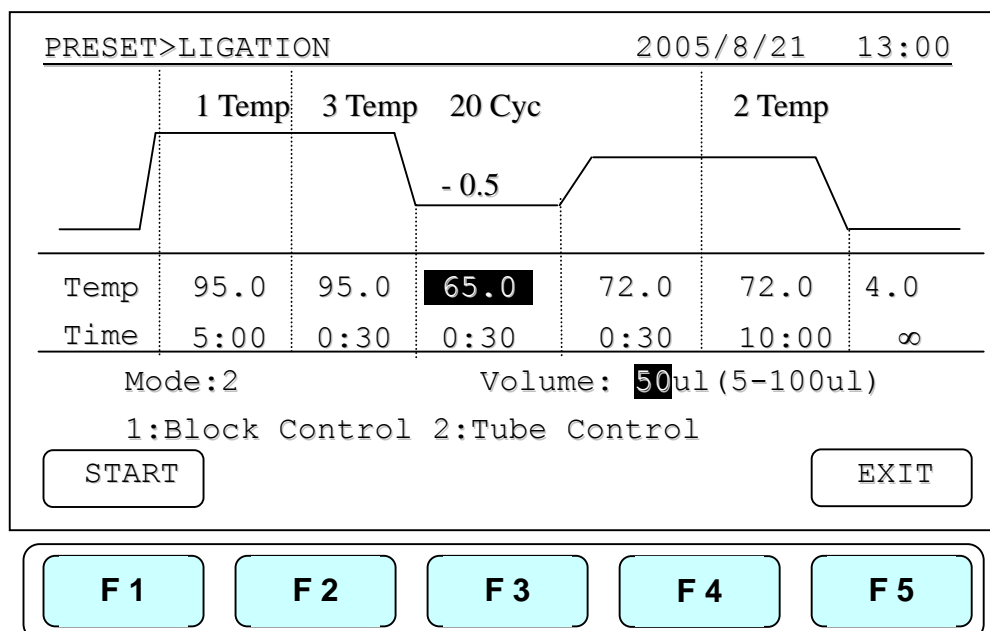 PRESET>LIGATION 2005/8/21 13:00
1 Temp 3 Temp 20 Cyc 2 Temp
- 0.5
Temp 95.0 95.0 65.0 72.0 72.0 4.0
Time 5:00 0:30 0:30 0:30 10:00 ∞
Mode:2 Volume: 50ul(5-100ul)
1:Block Control 2:Tube Control
START EXIT
F 1 F 2 F 3 F 4 F 5